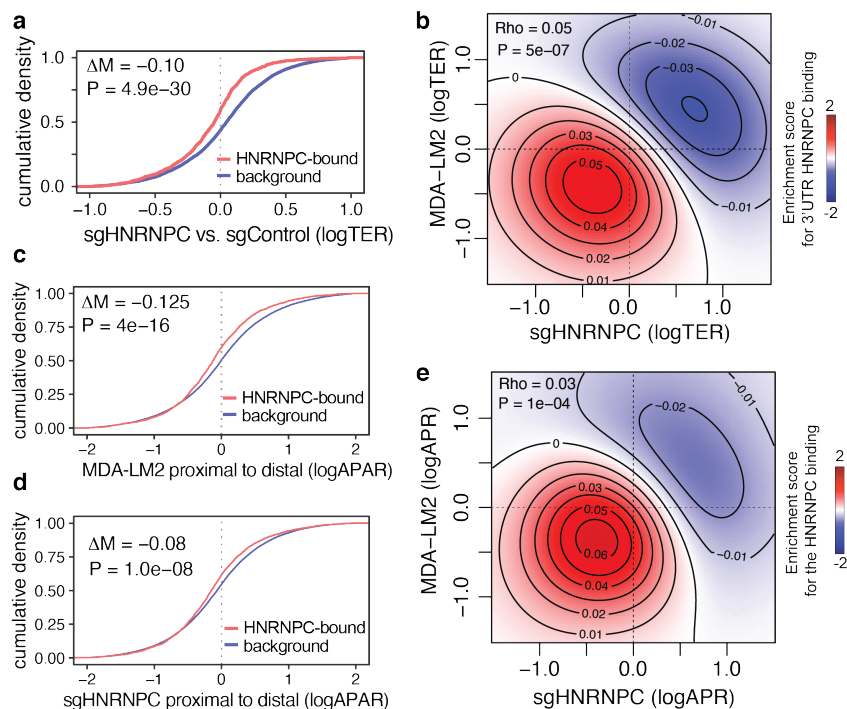 a
ΔM = −0.10
P = 4.9e−30
HNRNPC-bound
background
cumulative density
1.0
0.5
0.0
−1.0 −0.5 0.0 0.5 1.0
sgHNRNPC vs. sgControl (logTER)
b
Rho = 0.05
P = 5e−07
−0.01
−0.02
−0.03
−0.01
0
0.03
0.05
0.04
0.02
0.01
MDA−LM2 (logTER)
1.0
0.0
−1.0
−1.0 0.0 1.0
sgHNRNPC (logTER)
Enrichment score
for 3'UTR HNRNPC binding
2
-2
c
ΔM = −0.125
P = 4e−16
HNRNPC-bound
background
cumulative density
1.00
0.75
0.50
0.25
0.00
−2 −1 0 1 2
MDA-LM2 proximal to distal (logAPAR)
d
ΔM = −0.08
P = 1.0e−08
HNRNPC-bound
background
cumulative density
1.00
0.75
0.50
0.25
0.00
−2 −1 0 1 2
sgHNRNPC proximal to distal (logAPAR)
e
Rho = 0.03
P = 1e−04
−0.01
−0.02
−0.01
0
0.03
0.05
0.06
0.04
0.02
0.01
MDA−LM2 (logAPR)
1.0
0.0
−1.0
−1.0 0.0 1.0
sgHNRNPC (logAPR)
Enrichment score
for the HNRNPC binding
2
-2